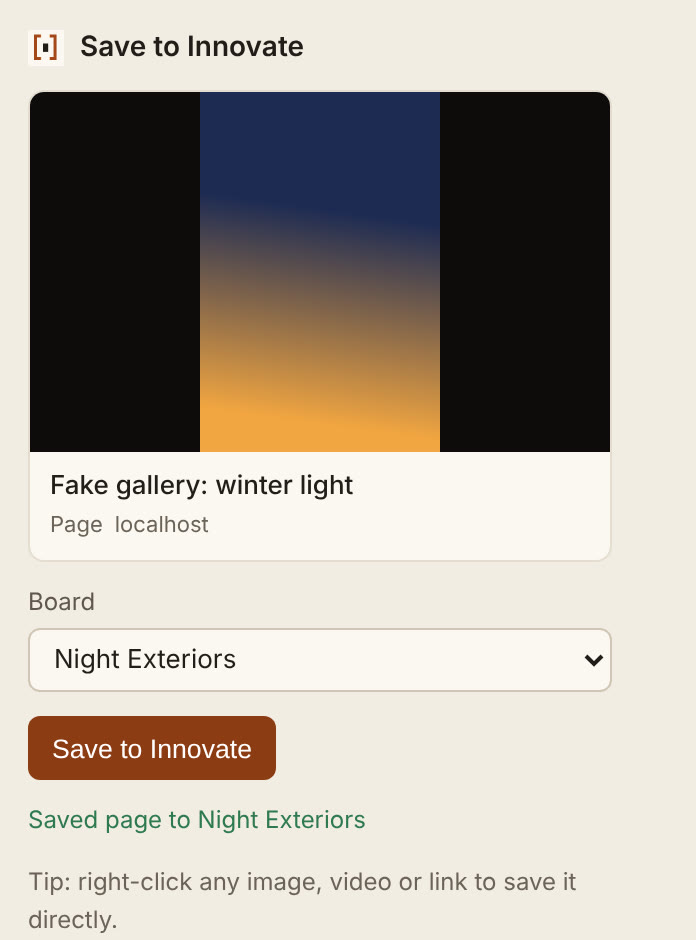 Save to Innovate
Fake gallery: winter light
Page localhost
Board
Night Exteriors
Save to Innovate
Saved page to Night Exteriors
Tip: right-click any image, video or link to save it
directly.